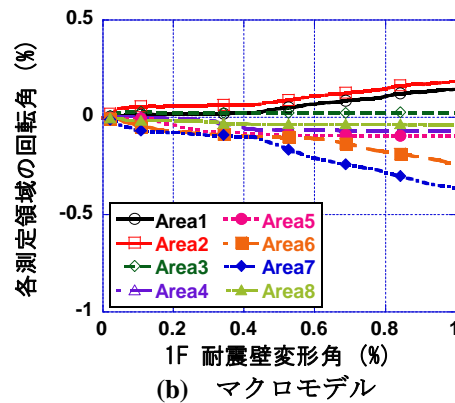 各測定領域の回転角 (%)
0.5
0
-0.5
-1
Area1
Area2
Area3
Area4
Area5
Area6
Area7
Area8
0 0.2 0.4 0.6 0.8 1
1F 耐震壁変形角 (%)
(b) マクロモデル